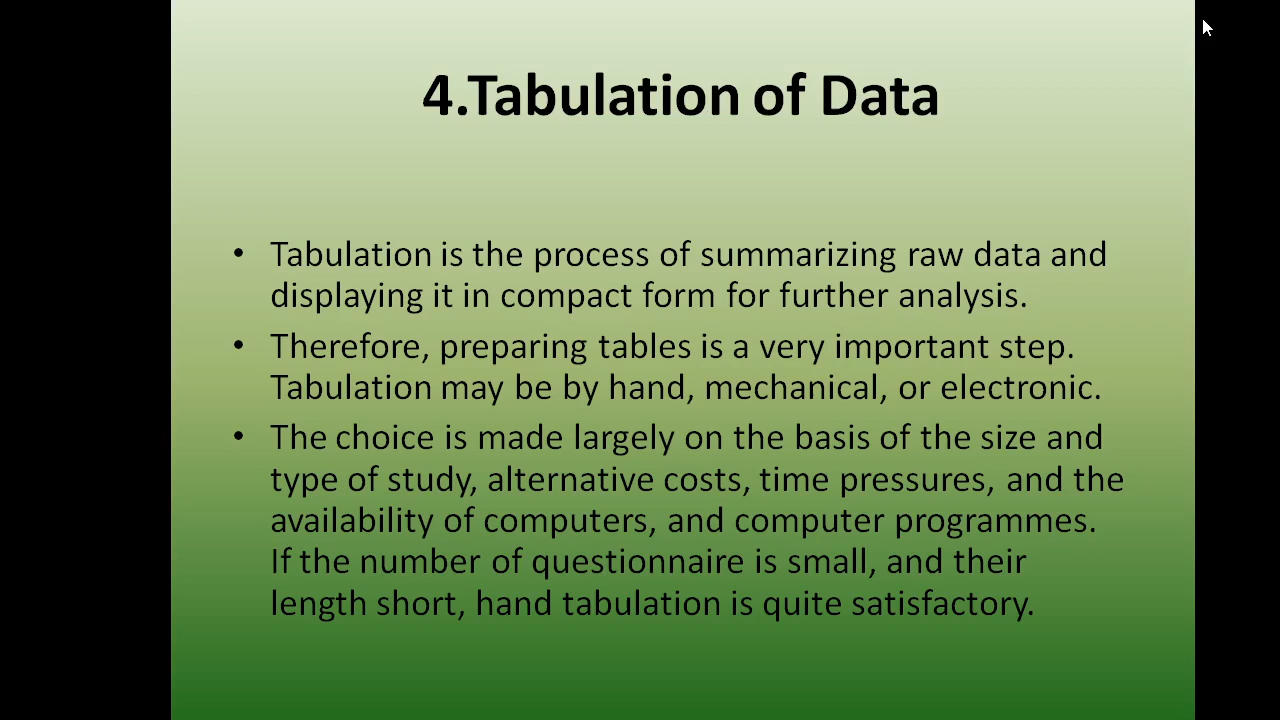 4.Tabulation of Data
• Tabulation is the process of summarizing raw data and
displaying it in compact form for further analysis.
• Therefore, preparing tables is a very important step.
Tabulation may be by hand, mechanical, or electronic.
• The choice is made largely on the basis of the size and
type of study, alternative costs, time pressures, and the
availability of computers, and computer programmes.
If the number of questionnaire is small, and their
length short, hand tabulation is quite satisfactory.